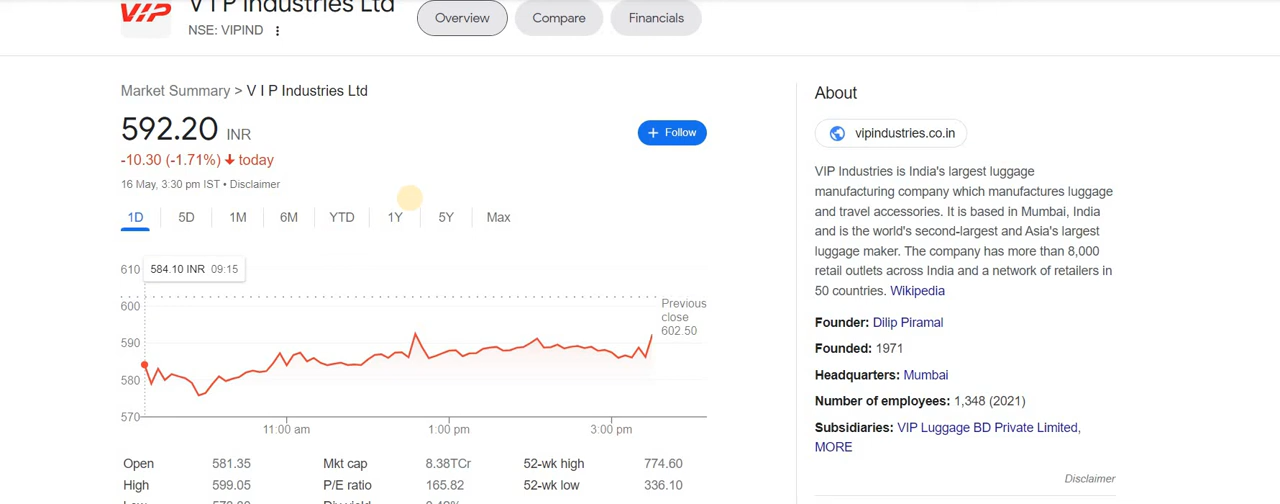 VIP
V I P Industries Ltd
NSE: VIPIND
Overview
Compare
Financials
Market Summary > V I P Industries Ltd
592.20 INR
+ Follow
-10.30 (-1.71%) ↓ today
16 May, 3:30 pm IST • Disclaimer
1D
5D
1M
6M
YTD
1Y
5Y
Max
610
584.10 INR 09:15
600
590
580
570
Previous
close
602.50
11:00 am
1:00 pm
3:00 pm
Open 581.35
Mkt cap 8.38TCr
52-wk high 774.60
High 599.05
P/E ratio 165.82
52-wk low 336.10
About
vipindustries.co.in
VIP Industries is India's largest luggage
manufacturing company which manufactures luggage
and travel accessories. It is based in Mumbai, India
and is the world's second-largest and Asia's largest
luggage maker. The company has more than 8,000
retail outlets across India and a network of retailers in
50 countries. Wikipedia
Founder: Dilip Piramal
Founded: 1971
Headquarters: Mumbai
Number of employees: 1,348 (2021)
Subsidiaries: VIP Luggage BD Private Limited,
MORE
Disclaimer